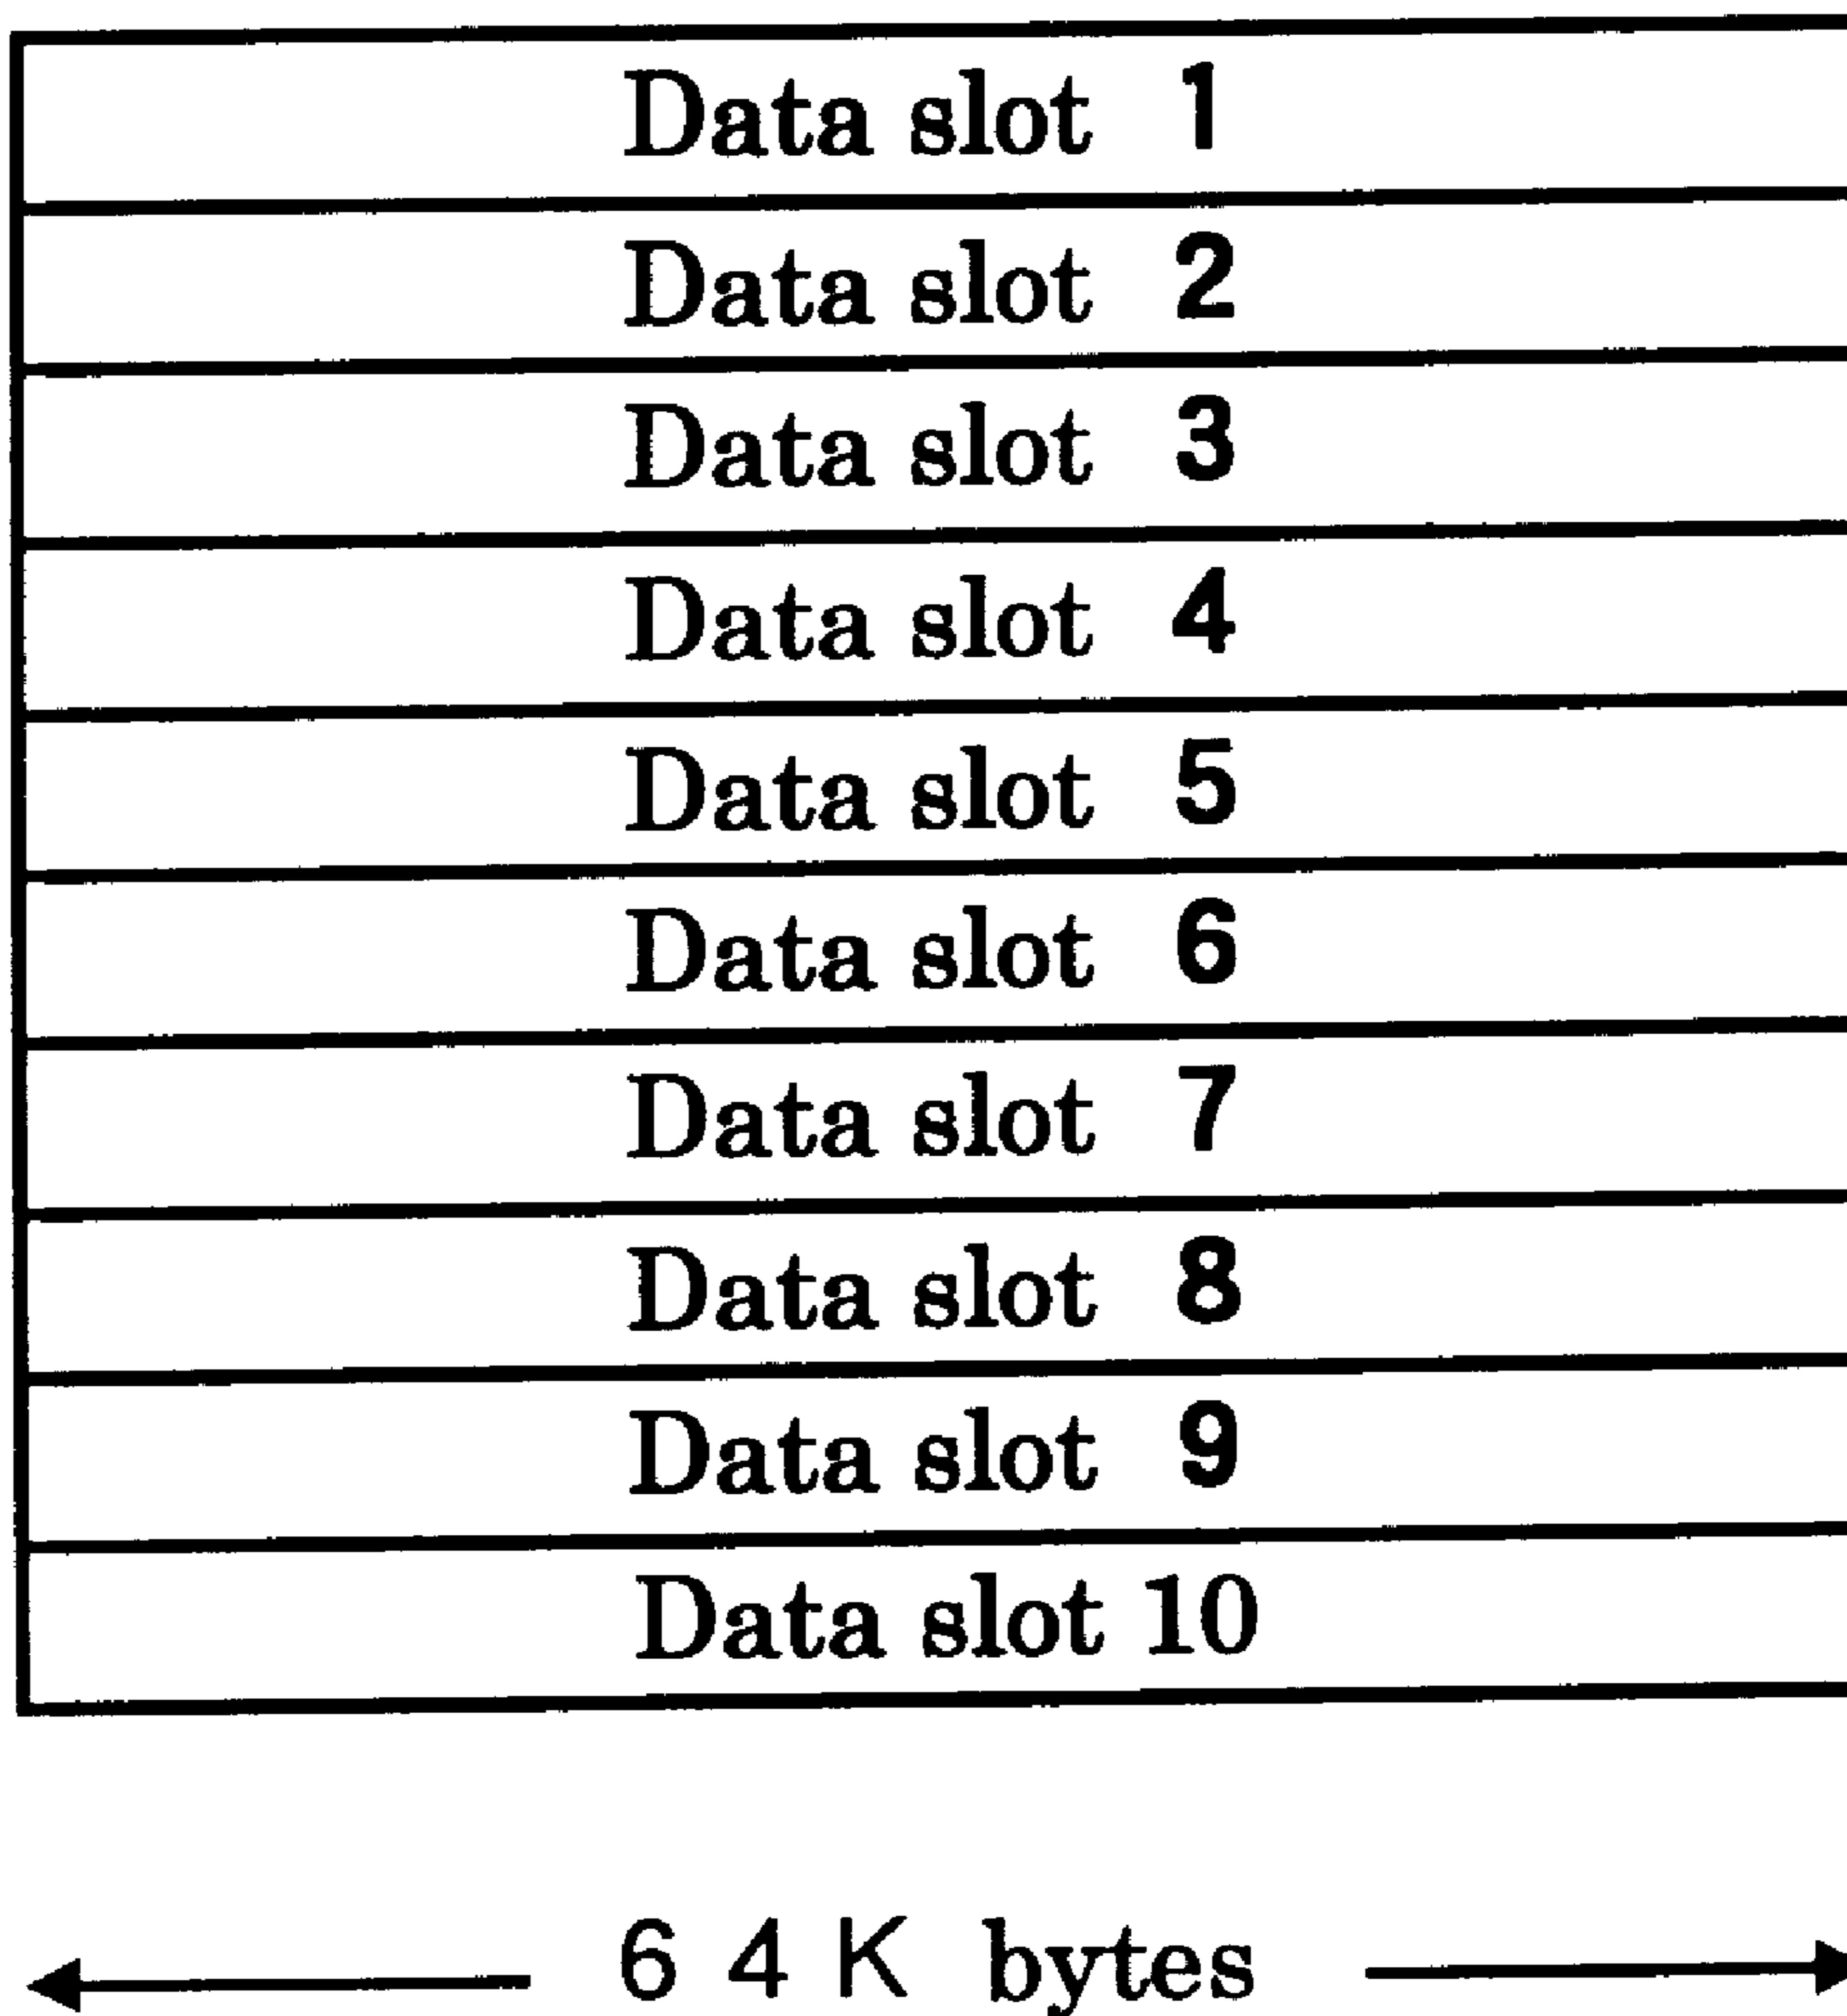 Data slot 1
Data slot 2
Data slot 3
Data slot 4
Data slot 5
Data slot 6
Data slot 7
Data slot 8
Data slot 9
Data slot 10
6 4 K bytes